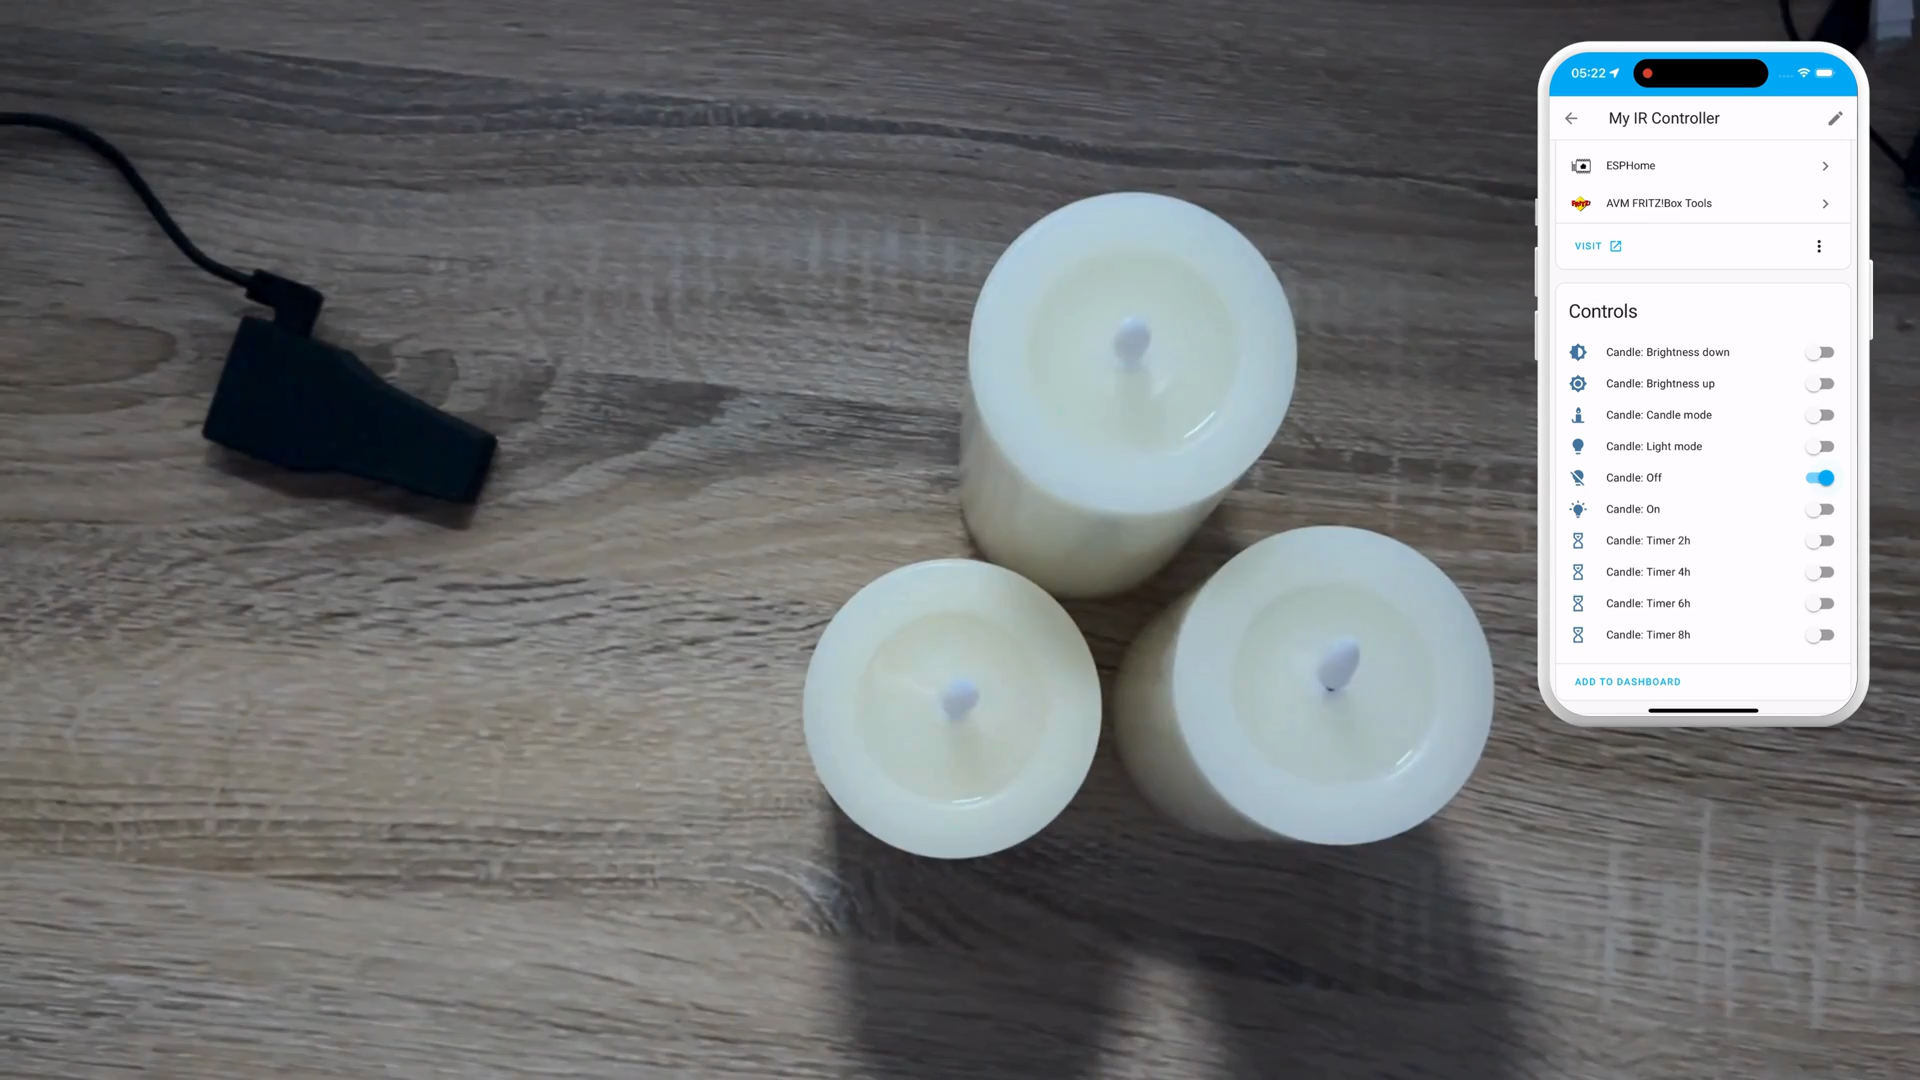 05:22
My IR Controller
ESPHome
FRITZ!
AVM FRITZ!Box Tools
VISIT
Controls
Candle: Brightness down
Candle: Brightness up
Candle: Candle mode
Candle: Light mode
Candle: Off
Candle: On
Candle: Timer 2h
Candle: Timer 4h
Candle: Timer 6h
Candle: Timer 8h
ADD TO DASHBOARD